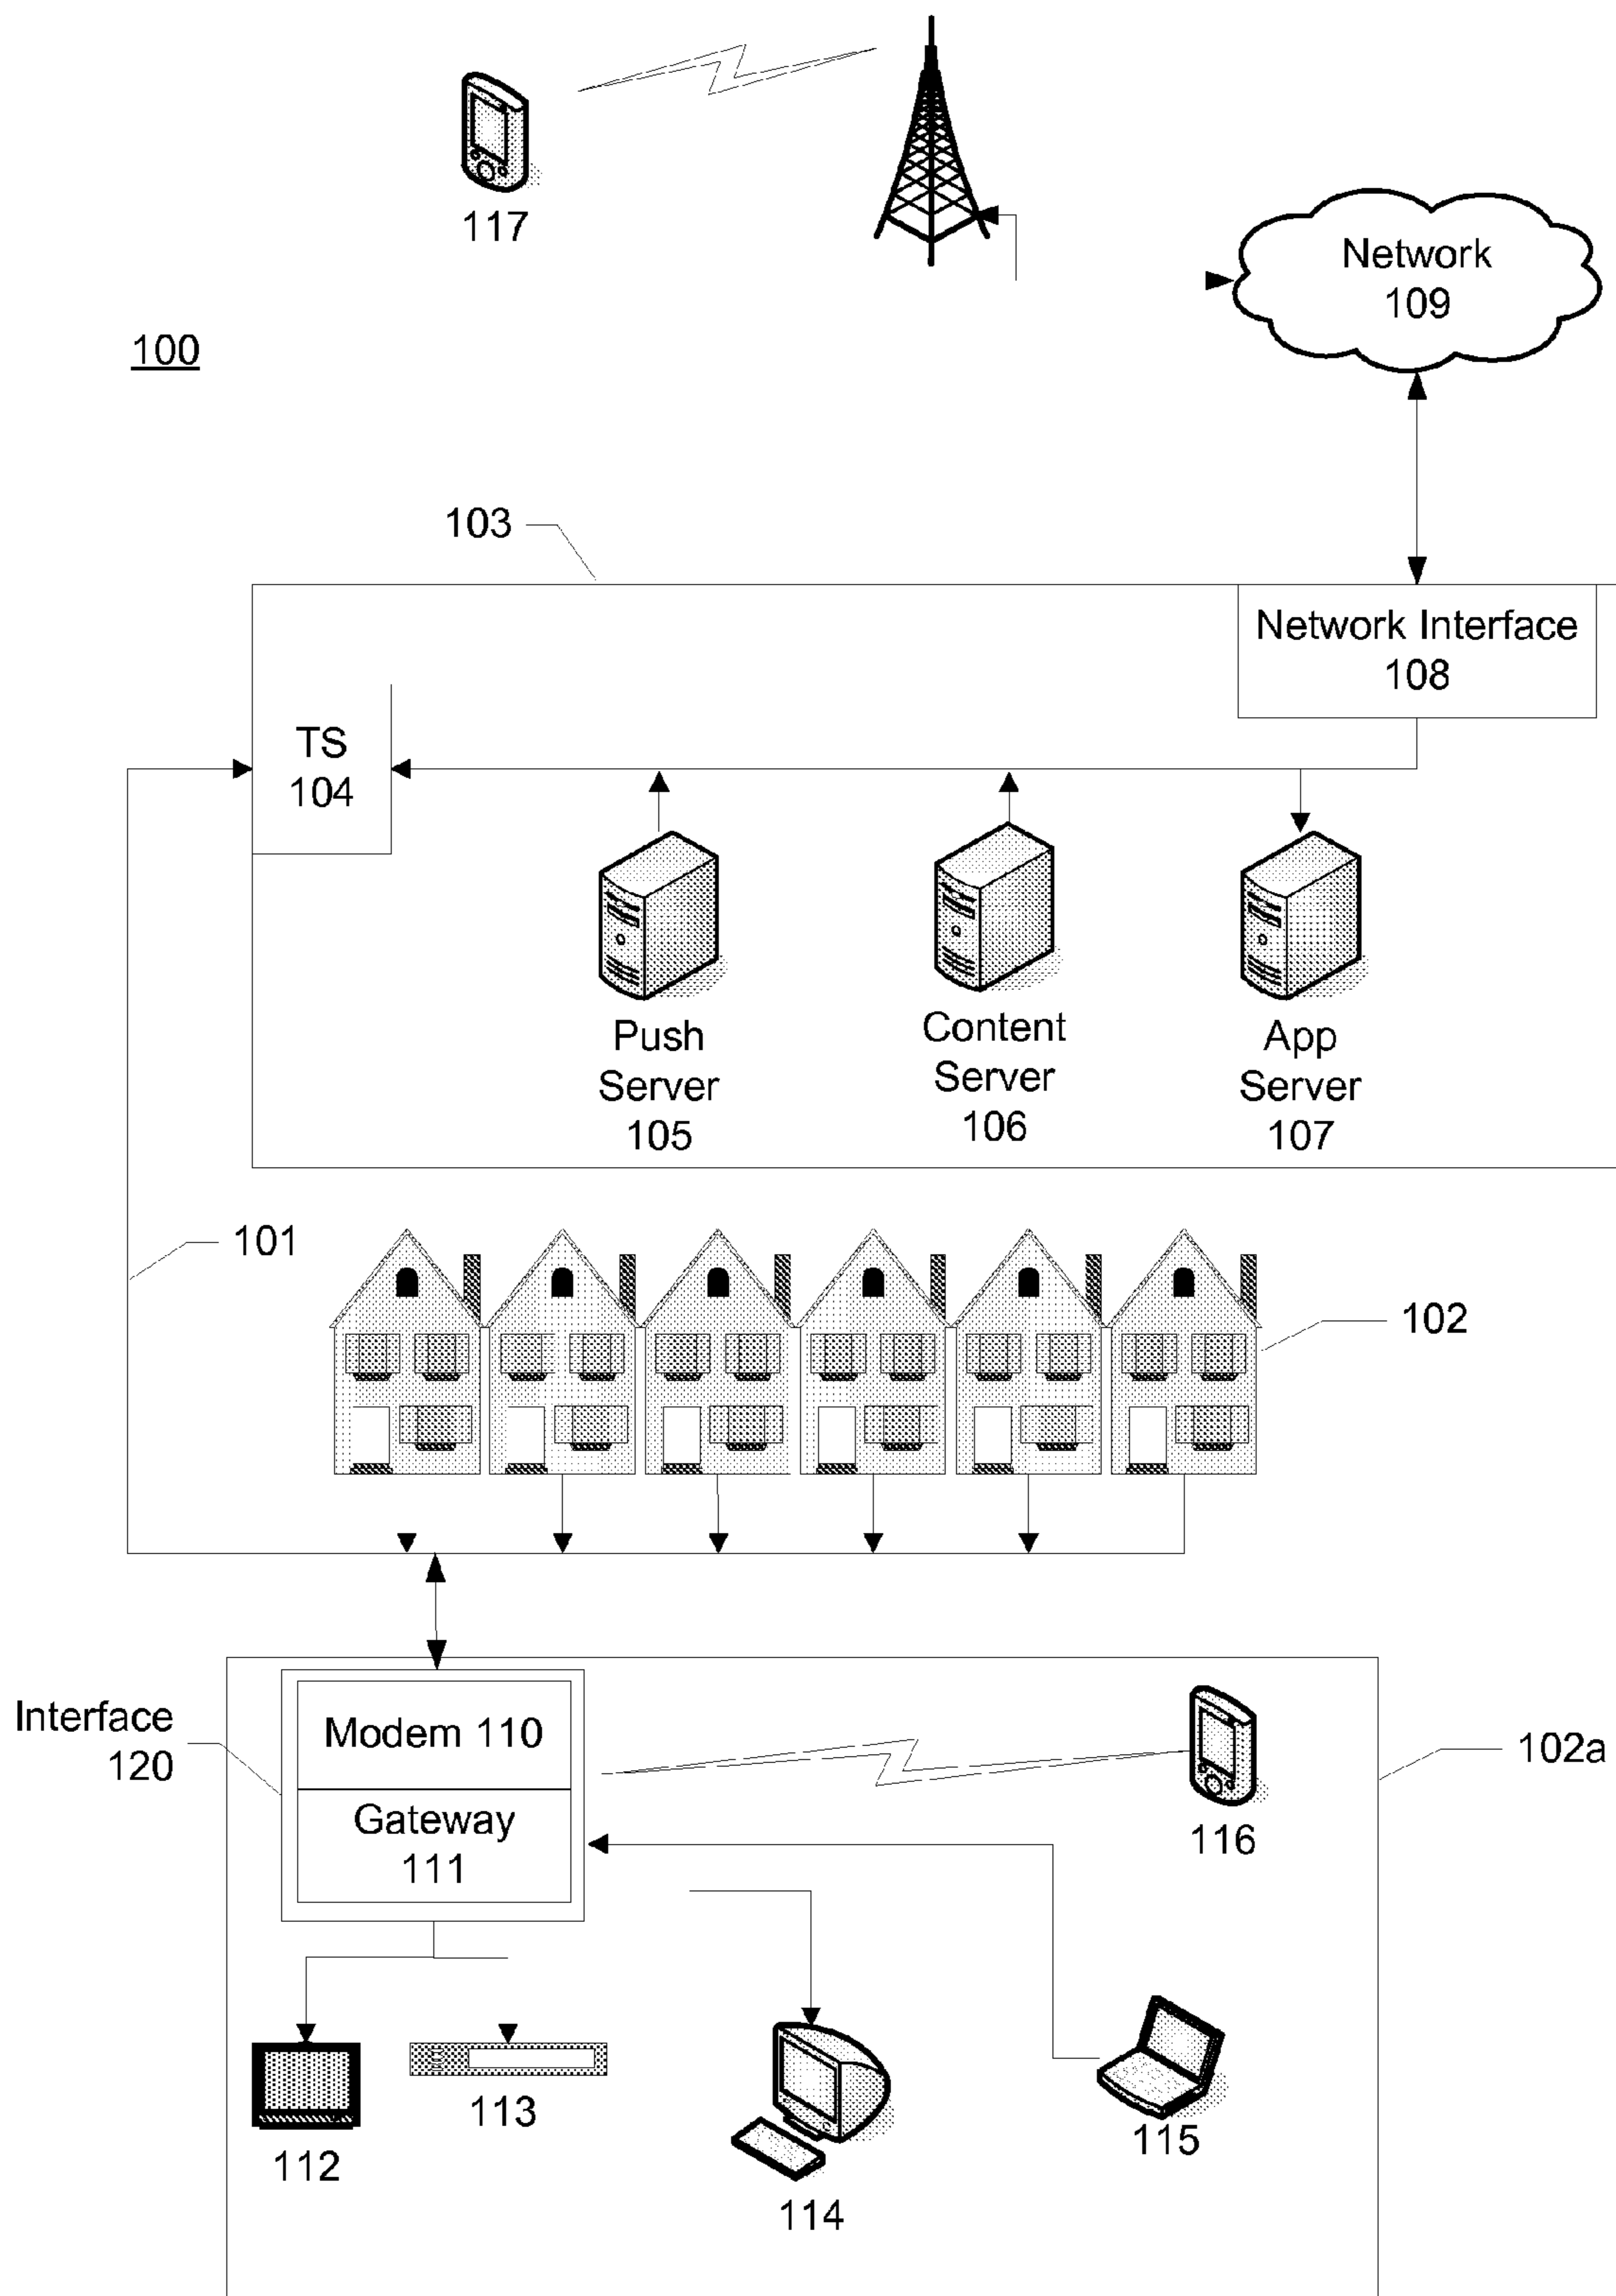 117
Network
109
100
103
Network Interface
108
TS
104
Push
Server
105
Content
Server
106
App
Server
107
101
102
Interface
120
Modem 110
Gateway
111
102a
116
112
113
114
115